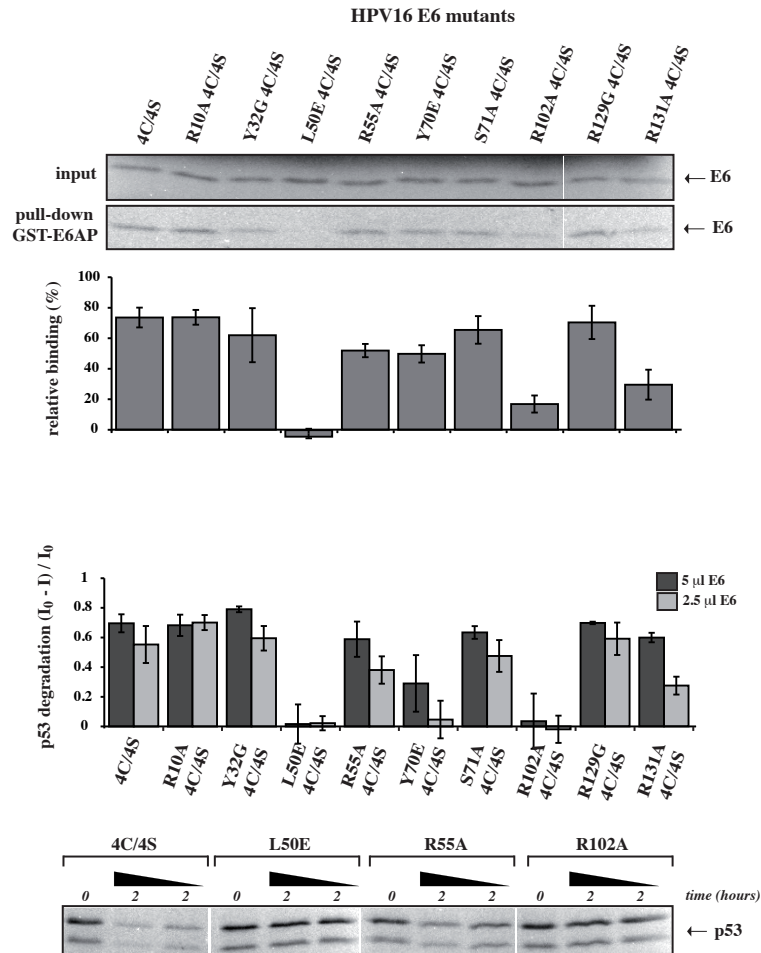 HPV16 E6 mutants
4C/4S
R10A 4C/4S
Y32G 4C/4S
L50E 4C/4S
R55A 4C/4S
Y70E 4C/4S
S71A 4C/4S
R102A 4C/4S
R129G 4C/4S
R131A 4C/4S
input
← E6
pull-down
GST-E6AP
← E6
relative binding (%)
100
80
60
40
20
0
p53 degradation (I₀ - I) / I₀
1
0.8
0.6
0.4
0.2
0
5 μl E6
2.5 μl E6
4C/4S
R10A
4C/4S
Y32G
4C/4S
L50E
4C/4S
R55A
4C/4S
Y70E
4C/4S
S71A
4C/4S
R102A
4C/4S
R129G
4C/4S
R131A
4C/4S
4C/4S L50E R55A R102A
0 2 2 0 2 2 0 2 2 0 2 2 time (hours)
← p53